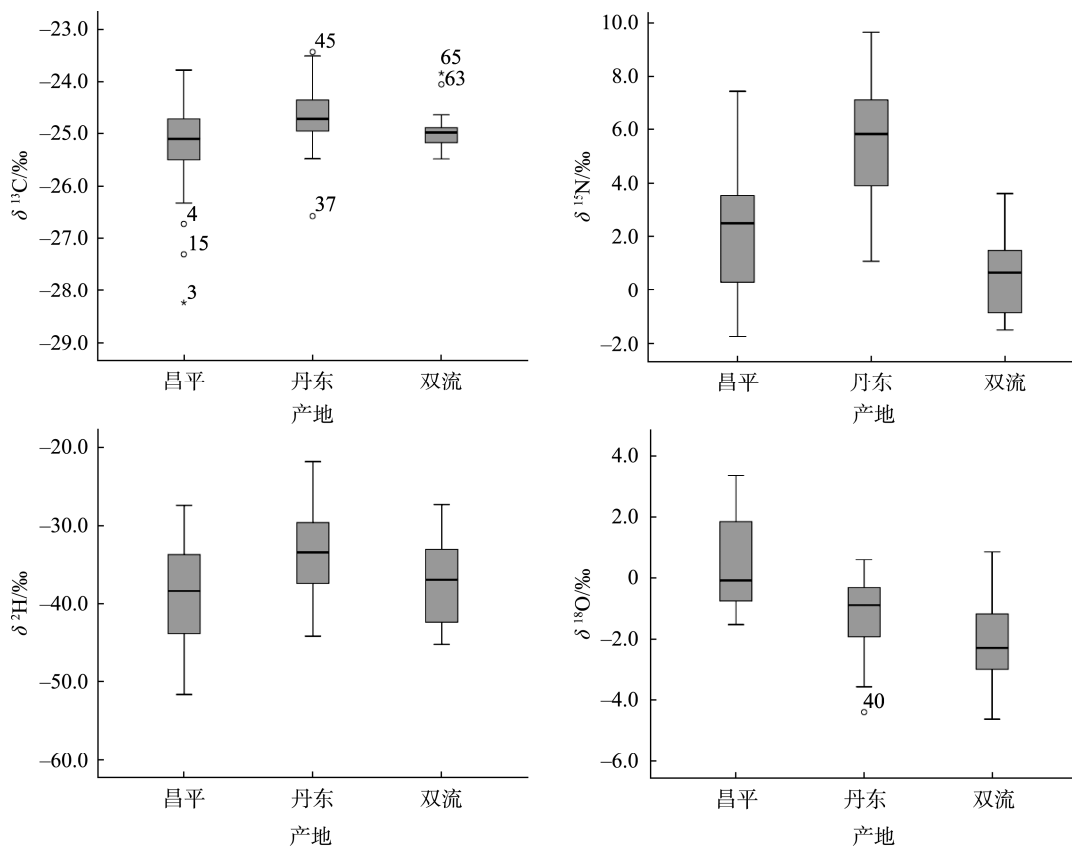 δ ¹³C/‰
−23.0
−24.0
−25.0
−26.0
−27.0
−28.0
−29.0
45
65
*63
4
15
*3
37
昌平 丹东 双流
产地
δ ¹⁵N/‰
10.0
8.0
6.0
4.0
2.0
0
−2.0
昌平 丹东 双流
产地
δ ²H/‰
−20.0
−30.0
−40.0
−50.0
−60.0
昌平 丹东 双流
产地
δ ¹⁸O/‰
4.0
2.0
0
−2.0
−4.0
−6.0
40
昌平 丹东 双流
产地